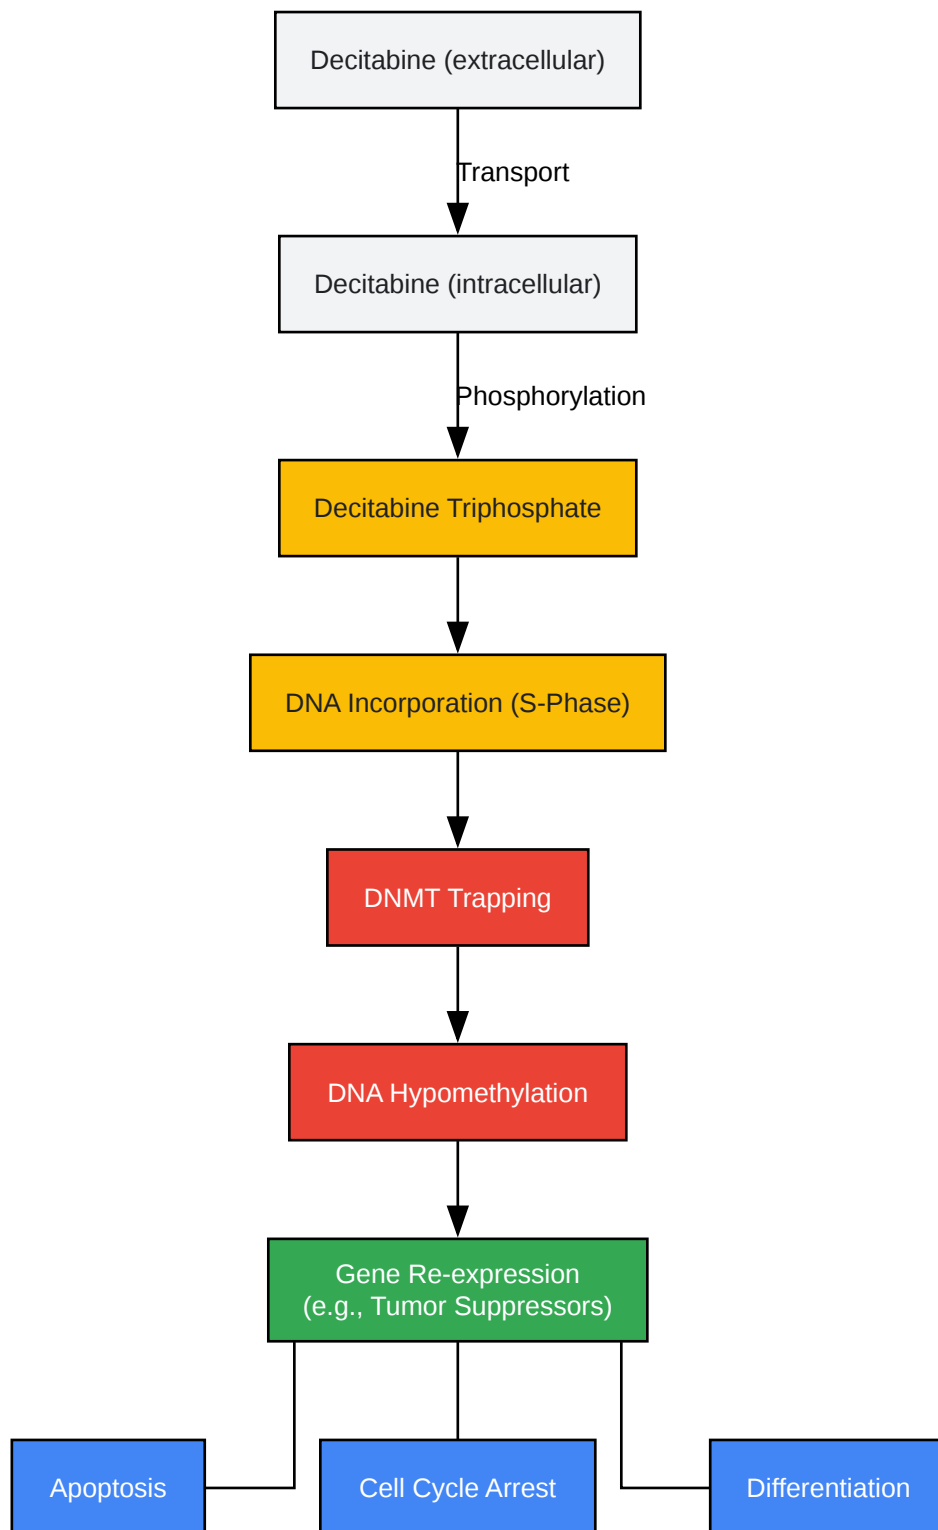 Decitabine (extracellular)
Transport
Decitabine (intracellular)
Phosphorylation
Decitabine Triphosphate
DNA Incorporation (S-Phase)
DNMT Trapping
DNA Hypomethylation
Gene Re-expression
(e.g., Tumor Suppressors)
Apoptosis
Cell Cycle Arrest
Differentiation